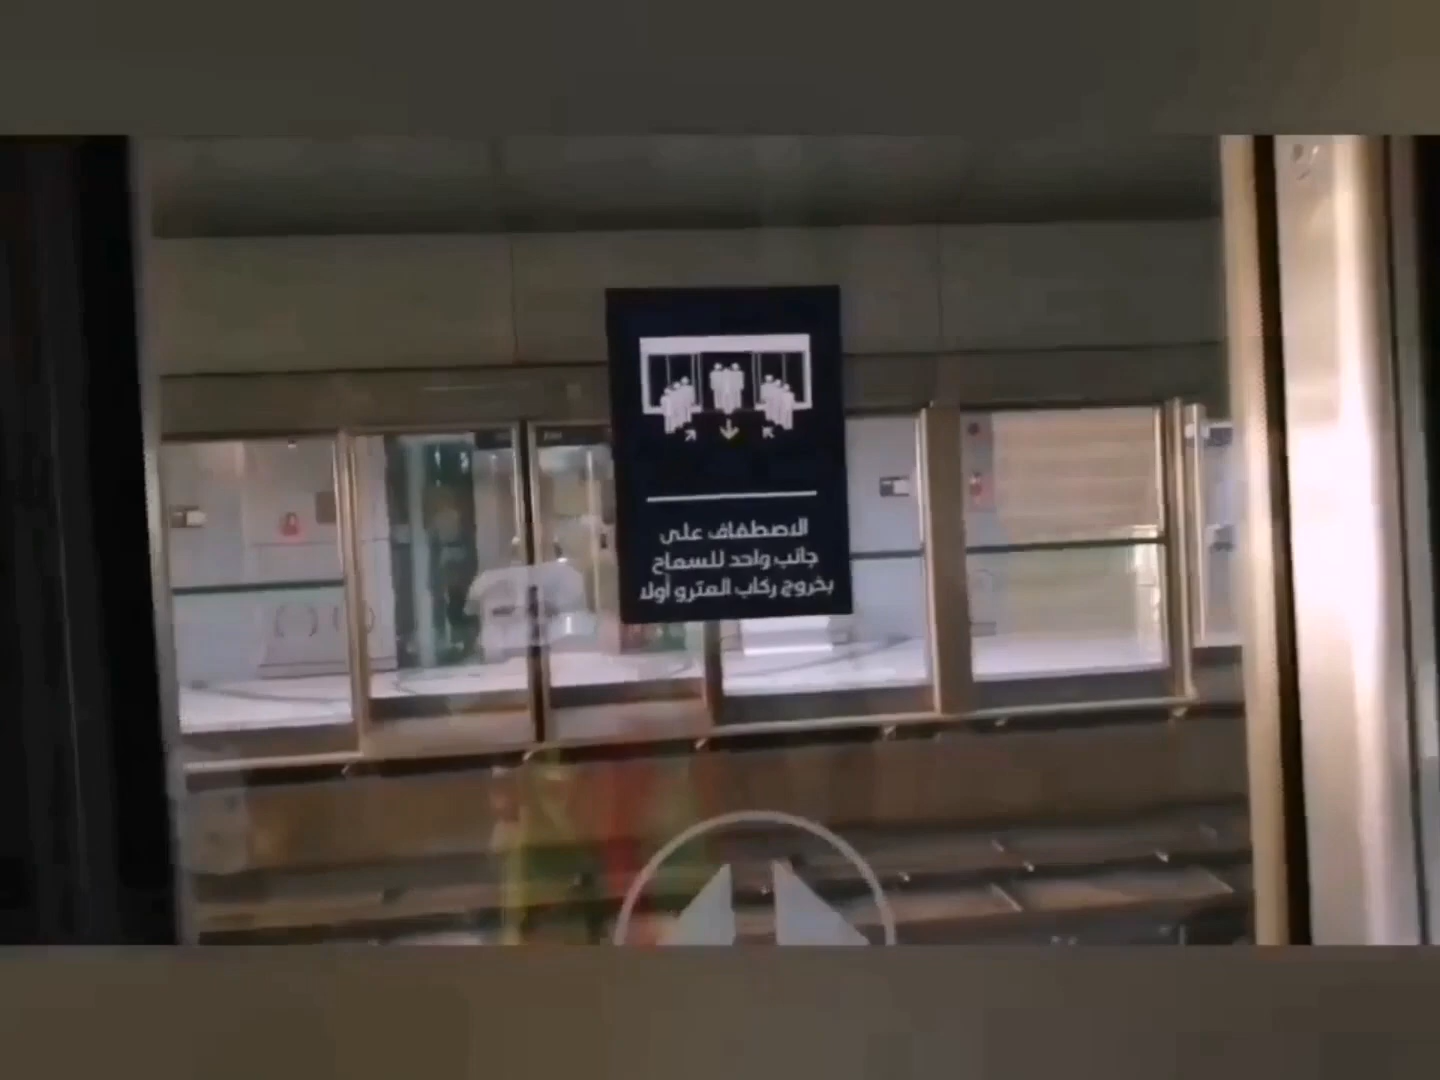 الاصطفاف على
جانب واحد للسماح
بخروج ركاب المترو أولا